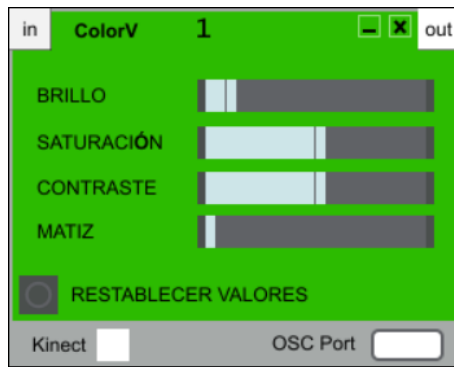 in ColorV 1 out
BRILLO
SATURACIÓN
CONTRASTE
MATIZ
RESTABLECER VALORES
Kinect OSC Port